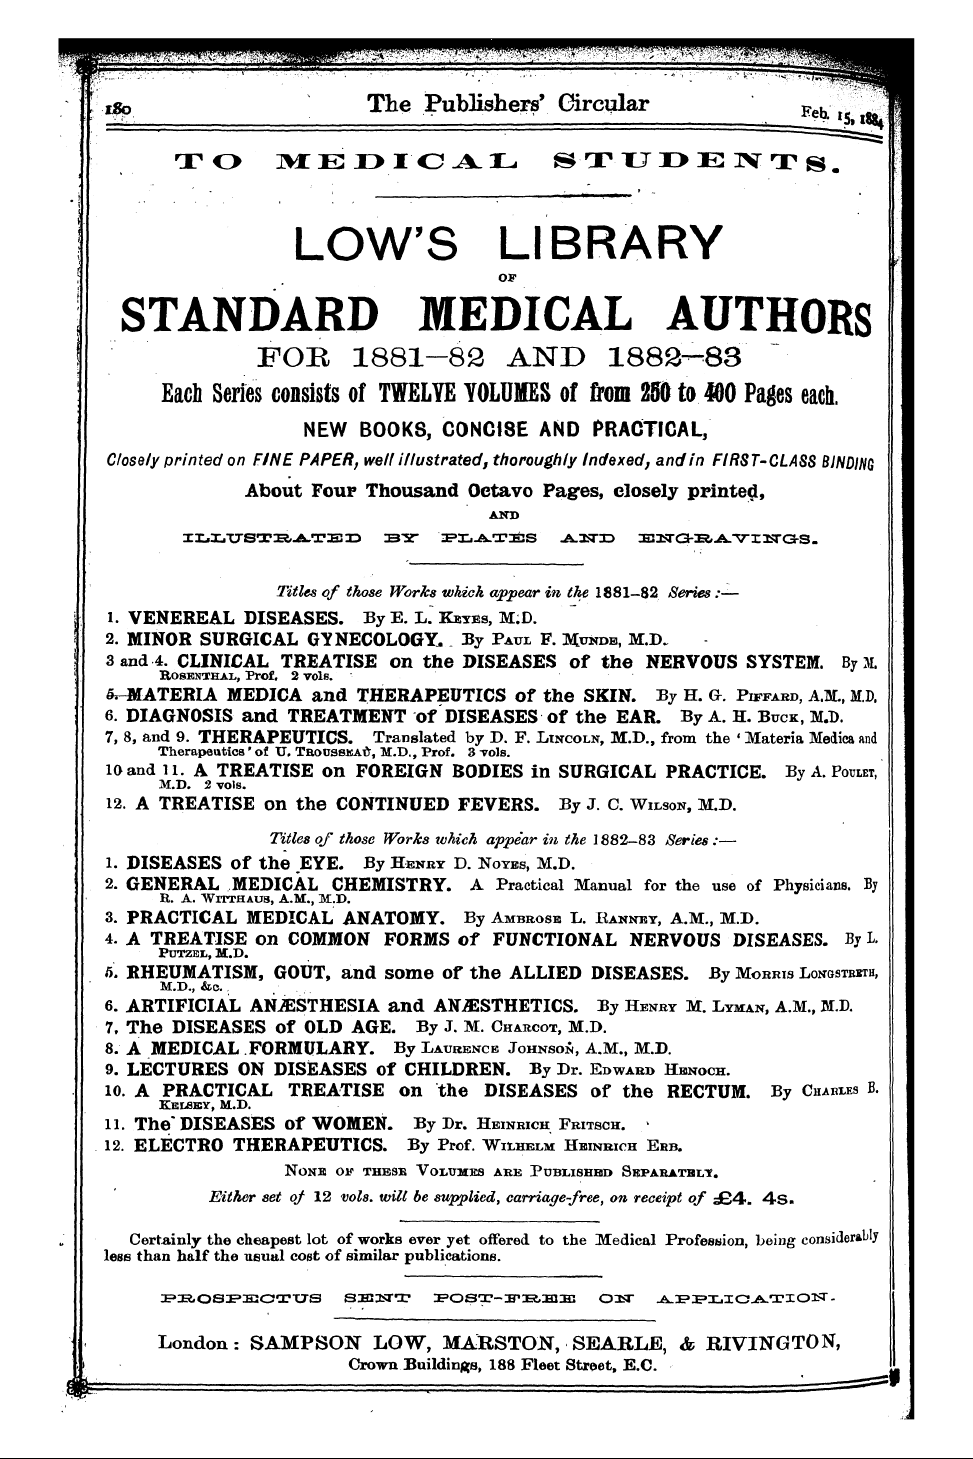 180 The Publishers' Circular Feb. 15, 1884
TO MEDICAL STUDENTS.
LOW'S LIBRARY
OF
STANDARD MEDICAL AUTHORS
FOR 1881–82 AND 1882–83
Each Series consists of TWELVE VOLUMES of from 250 to 400 Pages each.
NEW BOOKS, CONCISE AND PRACTICAL,
Closely printed on FINE PAPER, well illustrated, thoroughly Indexed, and in FIRST-CLASS BINDING
About Four Thousand Octavo Pages, closely printed,
AND
ILLUSTRATED BY PLATES AND ENGRAVINGS.
Titles of those Works which appear in the 1881–82 Series :—
1. VENEREAL DISEASES. By E. L. KEYES, M.D.
2. MINOR SURGICAL GYNECOLOGY. By PAUL F. MUNDE, M.D.
3 and 4. CLINICAL TREATISE on the DISEASES of the NERVOUS SYSTEM. By M.
ROSENTHAL, Prof. 2 vols.
5. MATERIA MEDICA and THERAPEUTICS of the SKIN. By H. G. PIFFARD, A.M., M.D.
6. DIAGNOSIS and TREATMENT of DISEASES of the EAR. By A. H. BUCK, M.D.
7, 8, and 9. THERAPEUTICS. Translated by D. F. LINCOLN, M.D., from the 'Materia Medica and
Therapeutics' of U. TROUSSEAU, M.D., Prof. 3 vols.
10 and 11. A TREATISE on FOREIGN BODIES in SURGICAL PRACTICE. By A. POULET,
M.D. 2 vols.
12. A TREATISE on the CONTINUED FEVERS. By J. C. WILSON, M.D.
Titles of those Works which appear in the 1882–83 Series :—
1. DISEASES of the EYE. By HENRY D. NOYES, M.D.
2. GENERAL MEDICAL CHEMISTRY. A Practical Manual for the use of Physicians. By
R. A. WITTHAUS, A.M., M.D.
3. PRACTICAL MEDICAL ANATOMY. By AMBROSE L. RANNEY, A.M., M.D.
4. A TREATISE on COMMON FORMS of FUNCTIONAL NERVOUS DISEASES. By L.
PUTZEL, M.D.
5. RHEUMATISM, GOUT, and some of the ALLIED DISEASES. By MORRIS LONGSTRETH,
M.D., &c.
6. ARTIFICIAL ANÆSTHESIA and ANÆSTHETICS. By HENRY M. LYMAN, A.M., M.D.
7. The DISEASES of OLD AGE. By J. M. CHARCOT, M.D.
8. A MEDICAL FORMULARY. By LAURENCE JOHNSON, A.M., M.D.
9. LECTURES ON DISEASES of CHILDREN. By Dr. EDWARD HENOCH.
10. A PRACTICAL TREATISE on the DISEASES of the RECTUM. By CHARLES B.
KELSEY, M.D.
11. The DISEASES of WOMEN. By Dr. HEINRICH FRITSCH.
12. ELECTRO THERAPEUTICS. By Prof. WILHELM HEINRICH ERB.
NONE OF THESE VOLUMES ARE PUBLISHED SEPARATELY.
Either set of 12 vols. will be supplied, carriage-free, on receipt of £4. 4s.
Certainly the cheapest lot of works ever yet offered to the Medical Profession, being considerably
less than half the usual cost of similar publications.
PROSPECTUS SENT POST-FREE ON APPLICATION.
London : SAMPSON LOW, MARSTON, SEARLE, & RIVINGTON,
Crown Buildings, 188 Fleet Street, E.C.